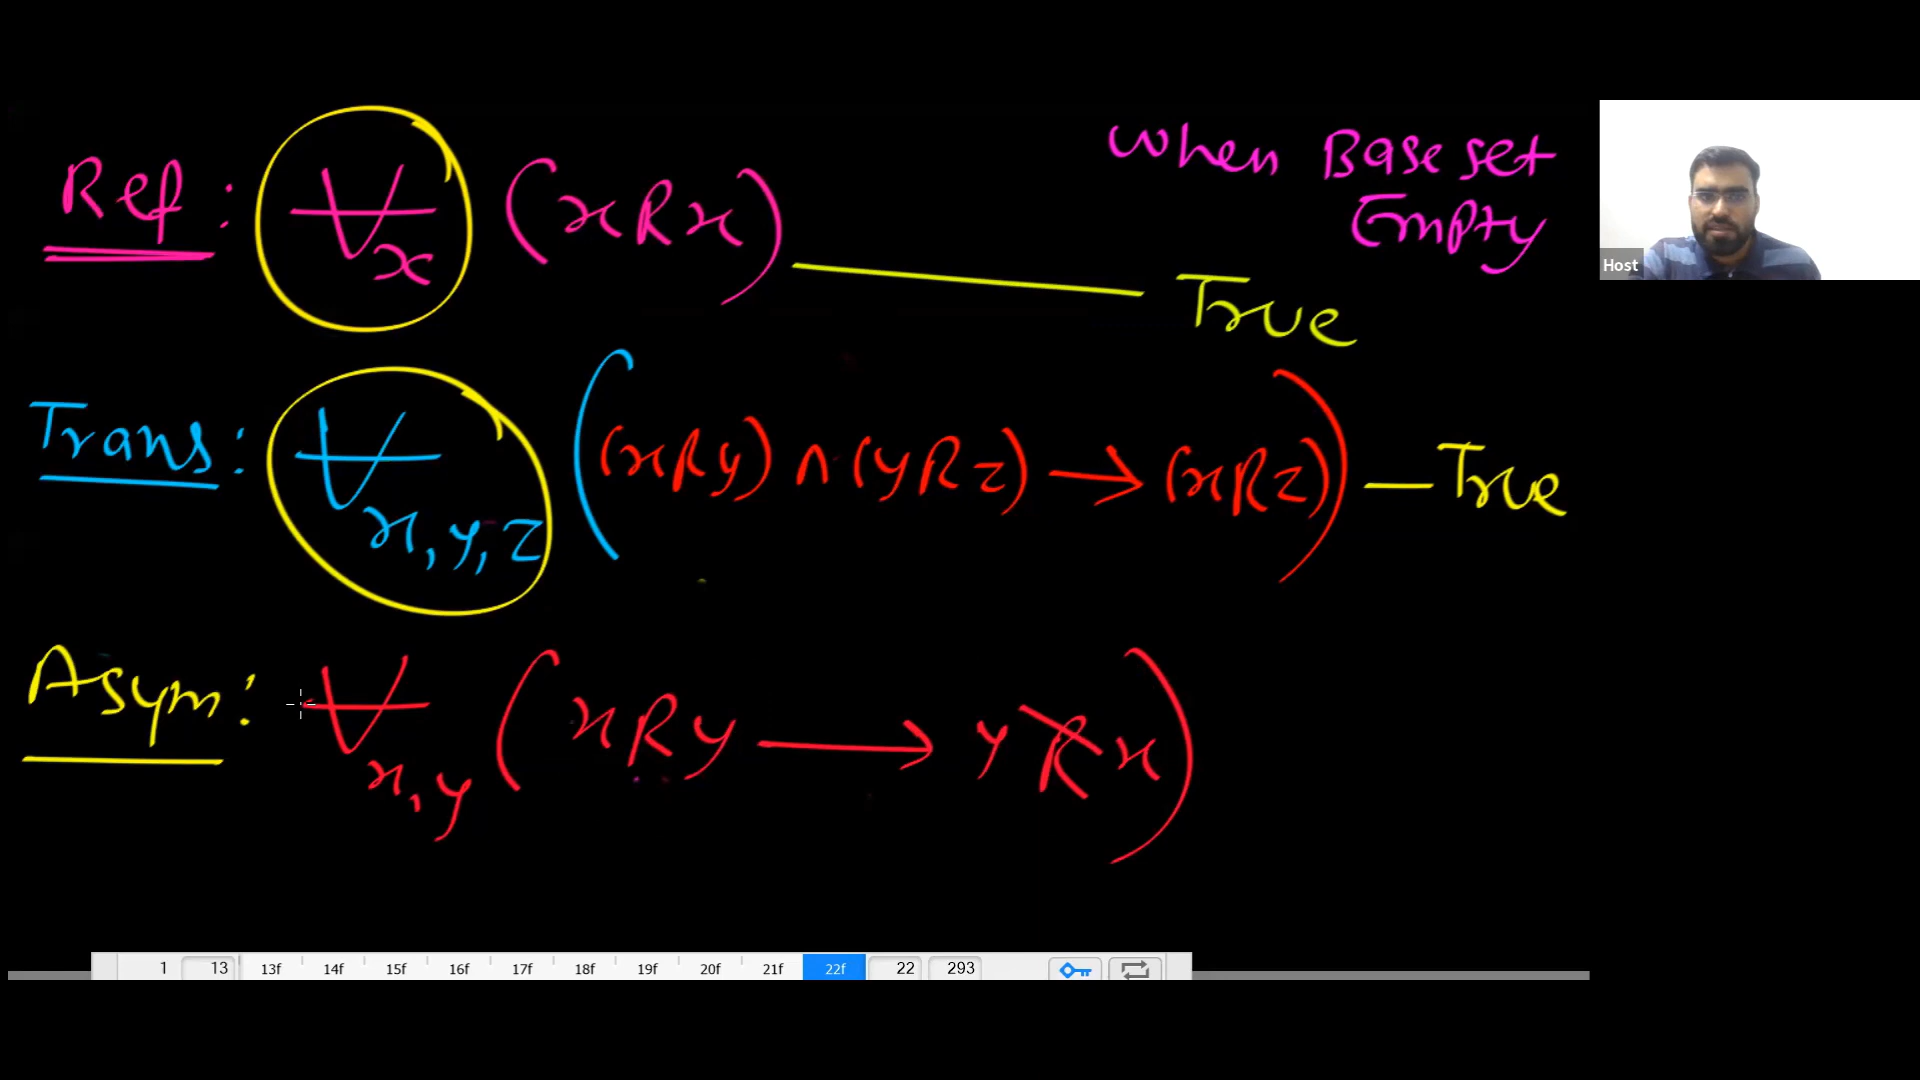 When Base set
Empty
Ref: ∀x (xRx) — True
Host
Trans: ∀x,y,z ((xRy) ∧ (yRz) → (xRz)) — True
Asym: ∀x,y (xRy → yR̸x)
1 13 13f 14f 15f 16f 17f 18f 19f 20f 21f 22f 22 293